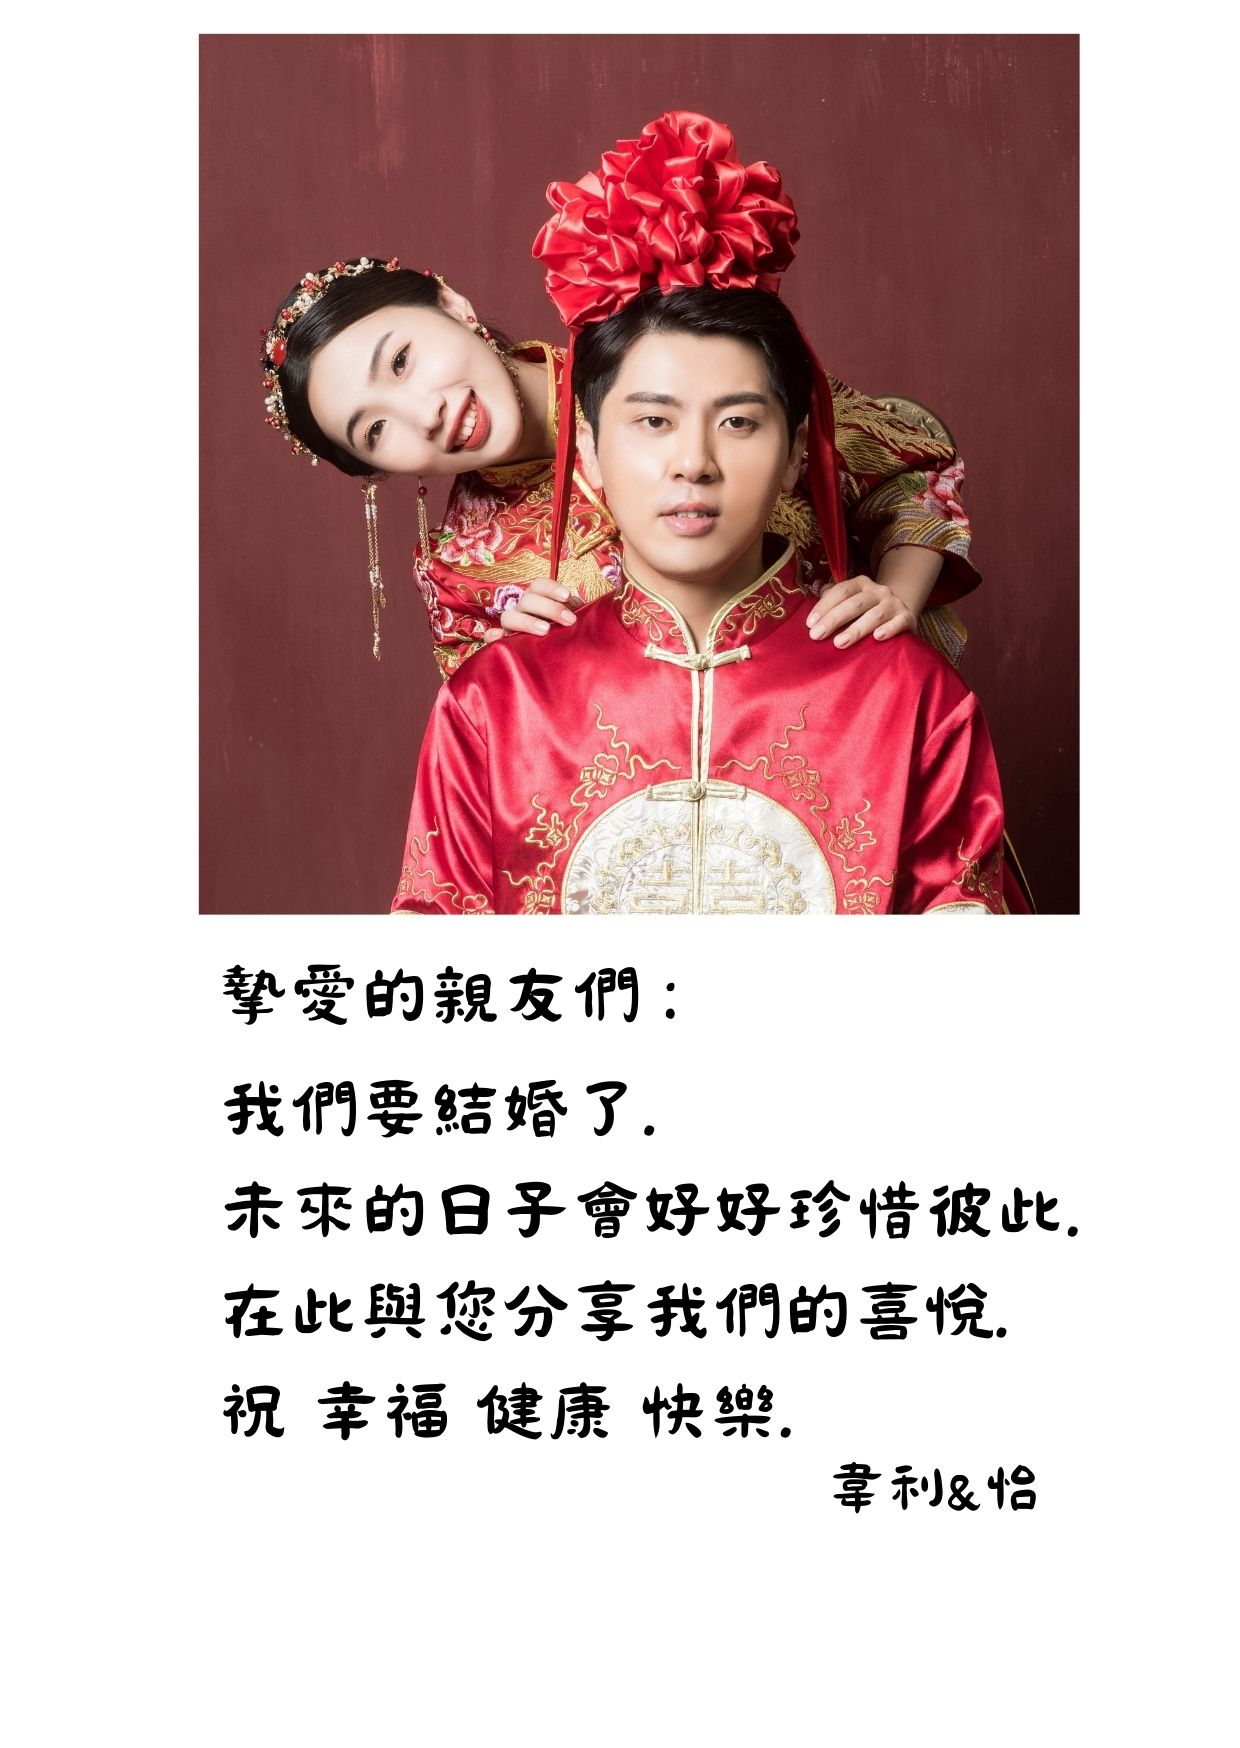 摯愛的親友們 :
我們要結婚了.
未來的日子會好好珍惜彼此.
在此與您分享我們的喜悅.
祝 幸福 健康 快樂.
韋利&怡